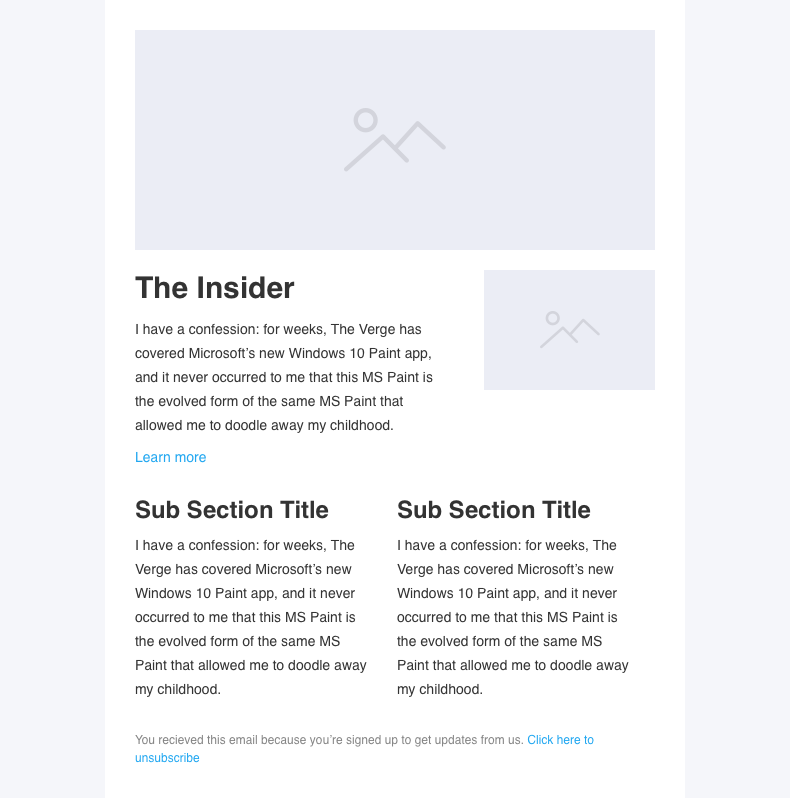 The Insider
I have a confession: for weeks, The Verge has
covered Microsoft’s new Windows 10 Paint app,
and it never occurred to me that this MS Paint is
the evolved form of the same MS Paint that
allowed me to doodle away my childhood.
Learn more
Sub Section Title
I have a confession: for weeks, The
Verge has covered Microsoft’s new
Windows 10 Paint app, and it never
occurred to me that this MS Paint is
the evolved form of the same MS
Paint that allowed me to doodle away
my childhood.
Sub Section Title
I have a confession: for weeks, The
Verge has covered Microsoft’s new
Windows 10 Paint app, and it never
occurred to me that this MS Paint is
the evolved form of the same MS
Paint that allowed me to doodle away
my childhood.
You recieved this email because you’re signed up to get updates from us. Click here to
unsubscribe